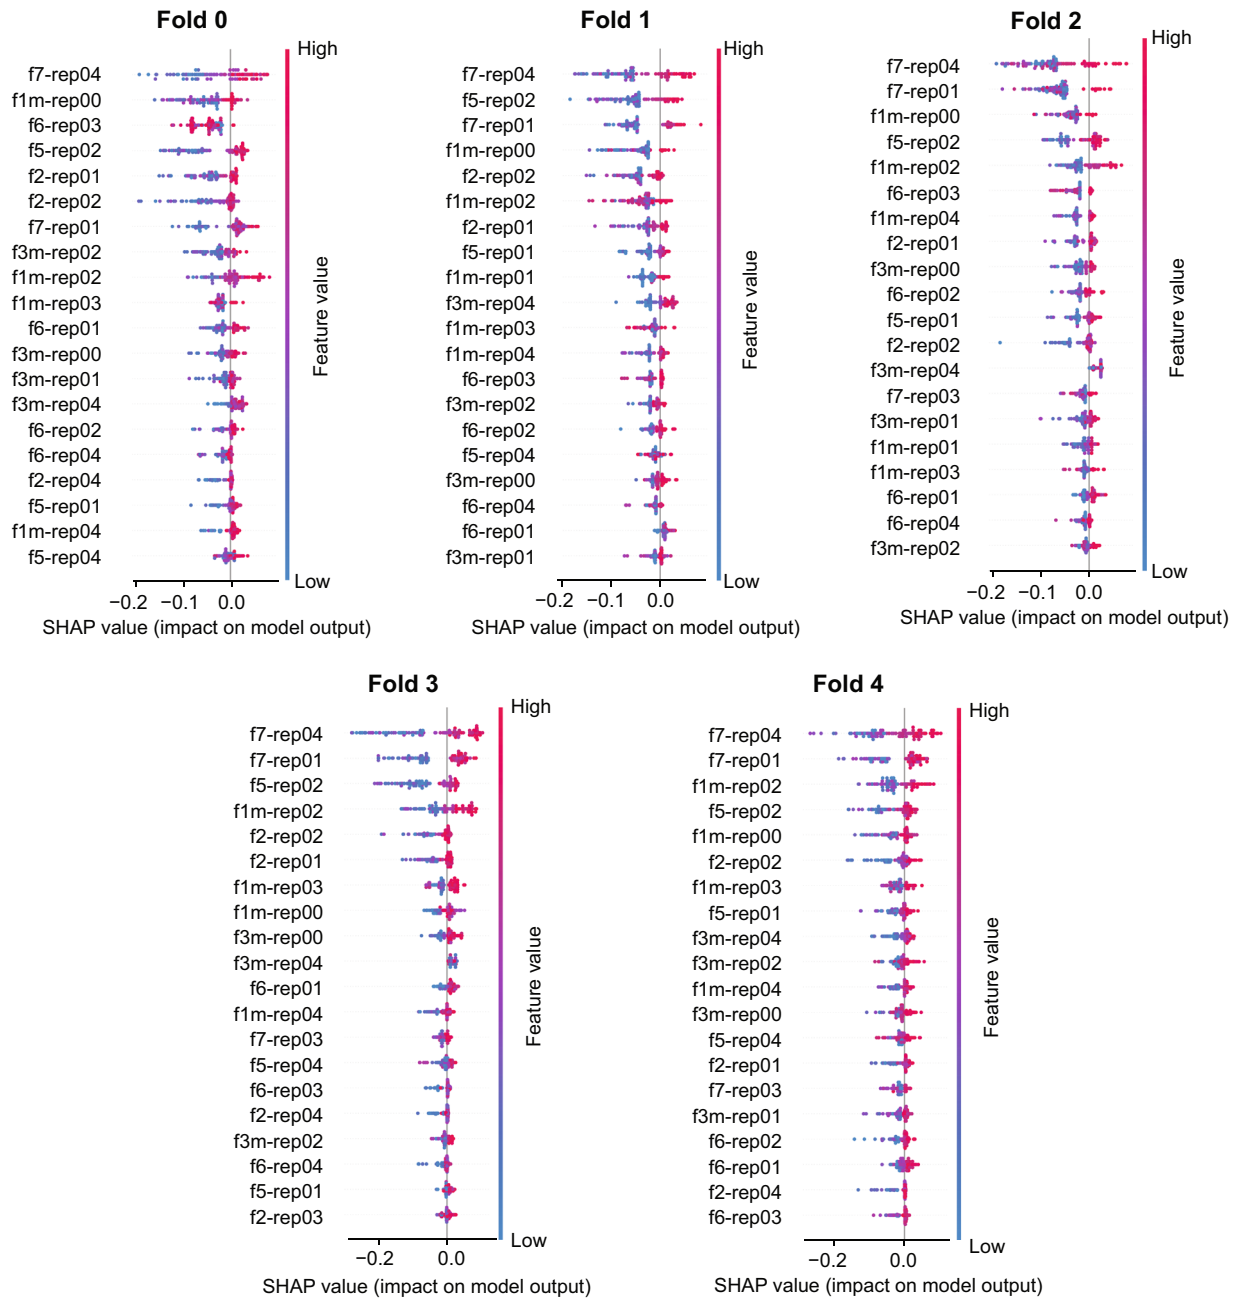 Fold 0
High
f7-rep04
f1m-rep00
f6-rep03
f5-rep02
f2-rep01
f2-rep02
f7-rep01
f3m-rep02
f1m-rep02
f1m-rep03
f6-rep01
f3m-rep00
f3m-rep01
f3m-rep04
f6-rep02
f6-rep04
f2-rep04
f5-rep01
f1m-rep04
f5-rep04
Feature value
Low
−0.2 −0.1 0.0
SHAP value (impact on model output)
Fold 1
High
f7-rep04
f5-rep02
f7-rep01
f1m-rep00
f2-rep02
f1m-rep02
f2-rep01
f5-rep01
f1m-rep01
f3m-rep04
f1m-rep03
f1m-rep04
f6-rep03
f3m-rep02
f6-rep02
f5-rep04
f3m-rep00
f6-rep04
f6-rep01
f3m-rep01
Feature value
Low
−0.2 −0.1 0.0
SHAP value (impact on model output)
Fold 2
High
f7-rep04
f7-rep01
f1m-rep00
f5-rep02
f1m-rep02
f6-rep03
f1m-rep04
f2-rep01
f3m-rep00
f6-rep02
f5-rep01
f2-rep02
f3m-rep04
f7-rep03
f3m-rep01
f1m-rep01
f1m-rep03
f6-rep01
f6-rep04
f3m-rep02
Feature value
Low
−0.2 −0.1 0.0
SHAP value (impact on model output)
Fold 3
High
f7-rep04
f7-rep01
f5-rep02
f1m-rep02
f2-rep02
f2-rep01
f1m-rep03
f1m-rep00
f3m-rep00
f3m-rep04
f6-rep01
f1m-rep04
f7-rep03
f5-rep04
f6-rep03
f2-rep04
f3m-rep02
f6-rep04
f5-rep01
f2-rep03
Feature value
Low
−0.2 0.0
SHAP value (impact on model output)
Fold 4
High
f7-rep04
f7-rep01
f1m-rep02
f5-rep02
f1m-rep00
f2-rep02
f1m-rep03
f5-rep01
f3m-rep04
f3m-rep02
f1m-rep04
f3m-rep00
f5-rep04
f2-rep01
f7-rep03
f3m-rep01
f6-rep02
f6-rep01
f2-rep04
f6-rep03
Feature value
Low
−0.2 0.0
SHAP value (impact on model output)